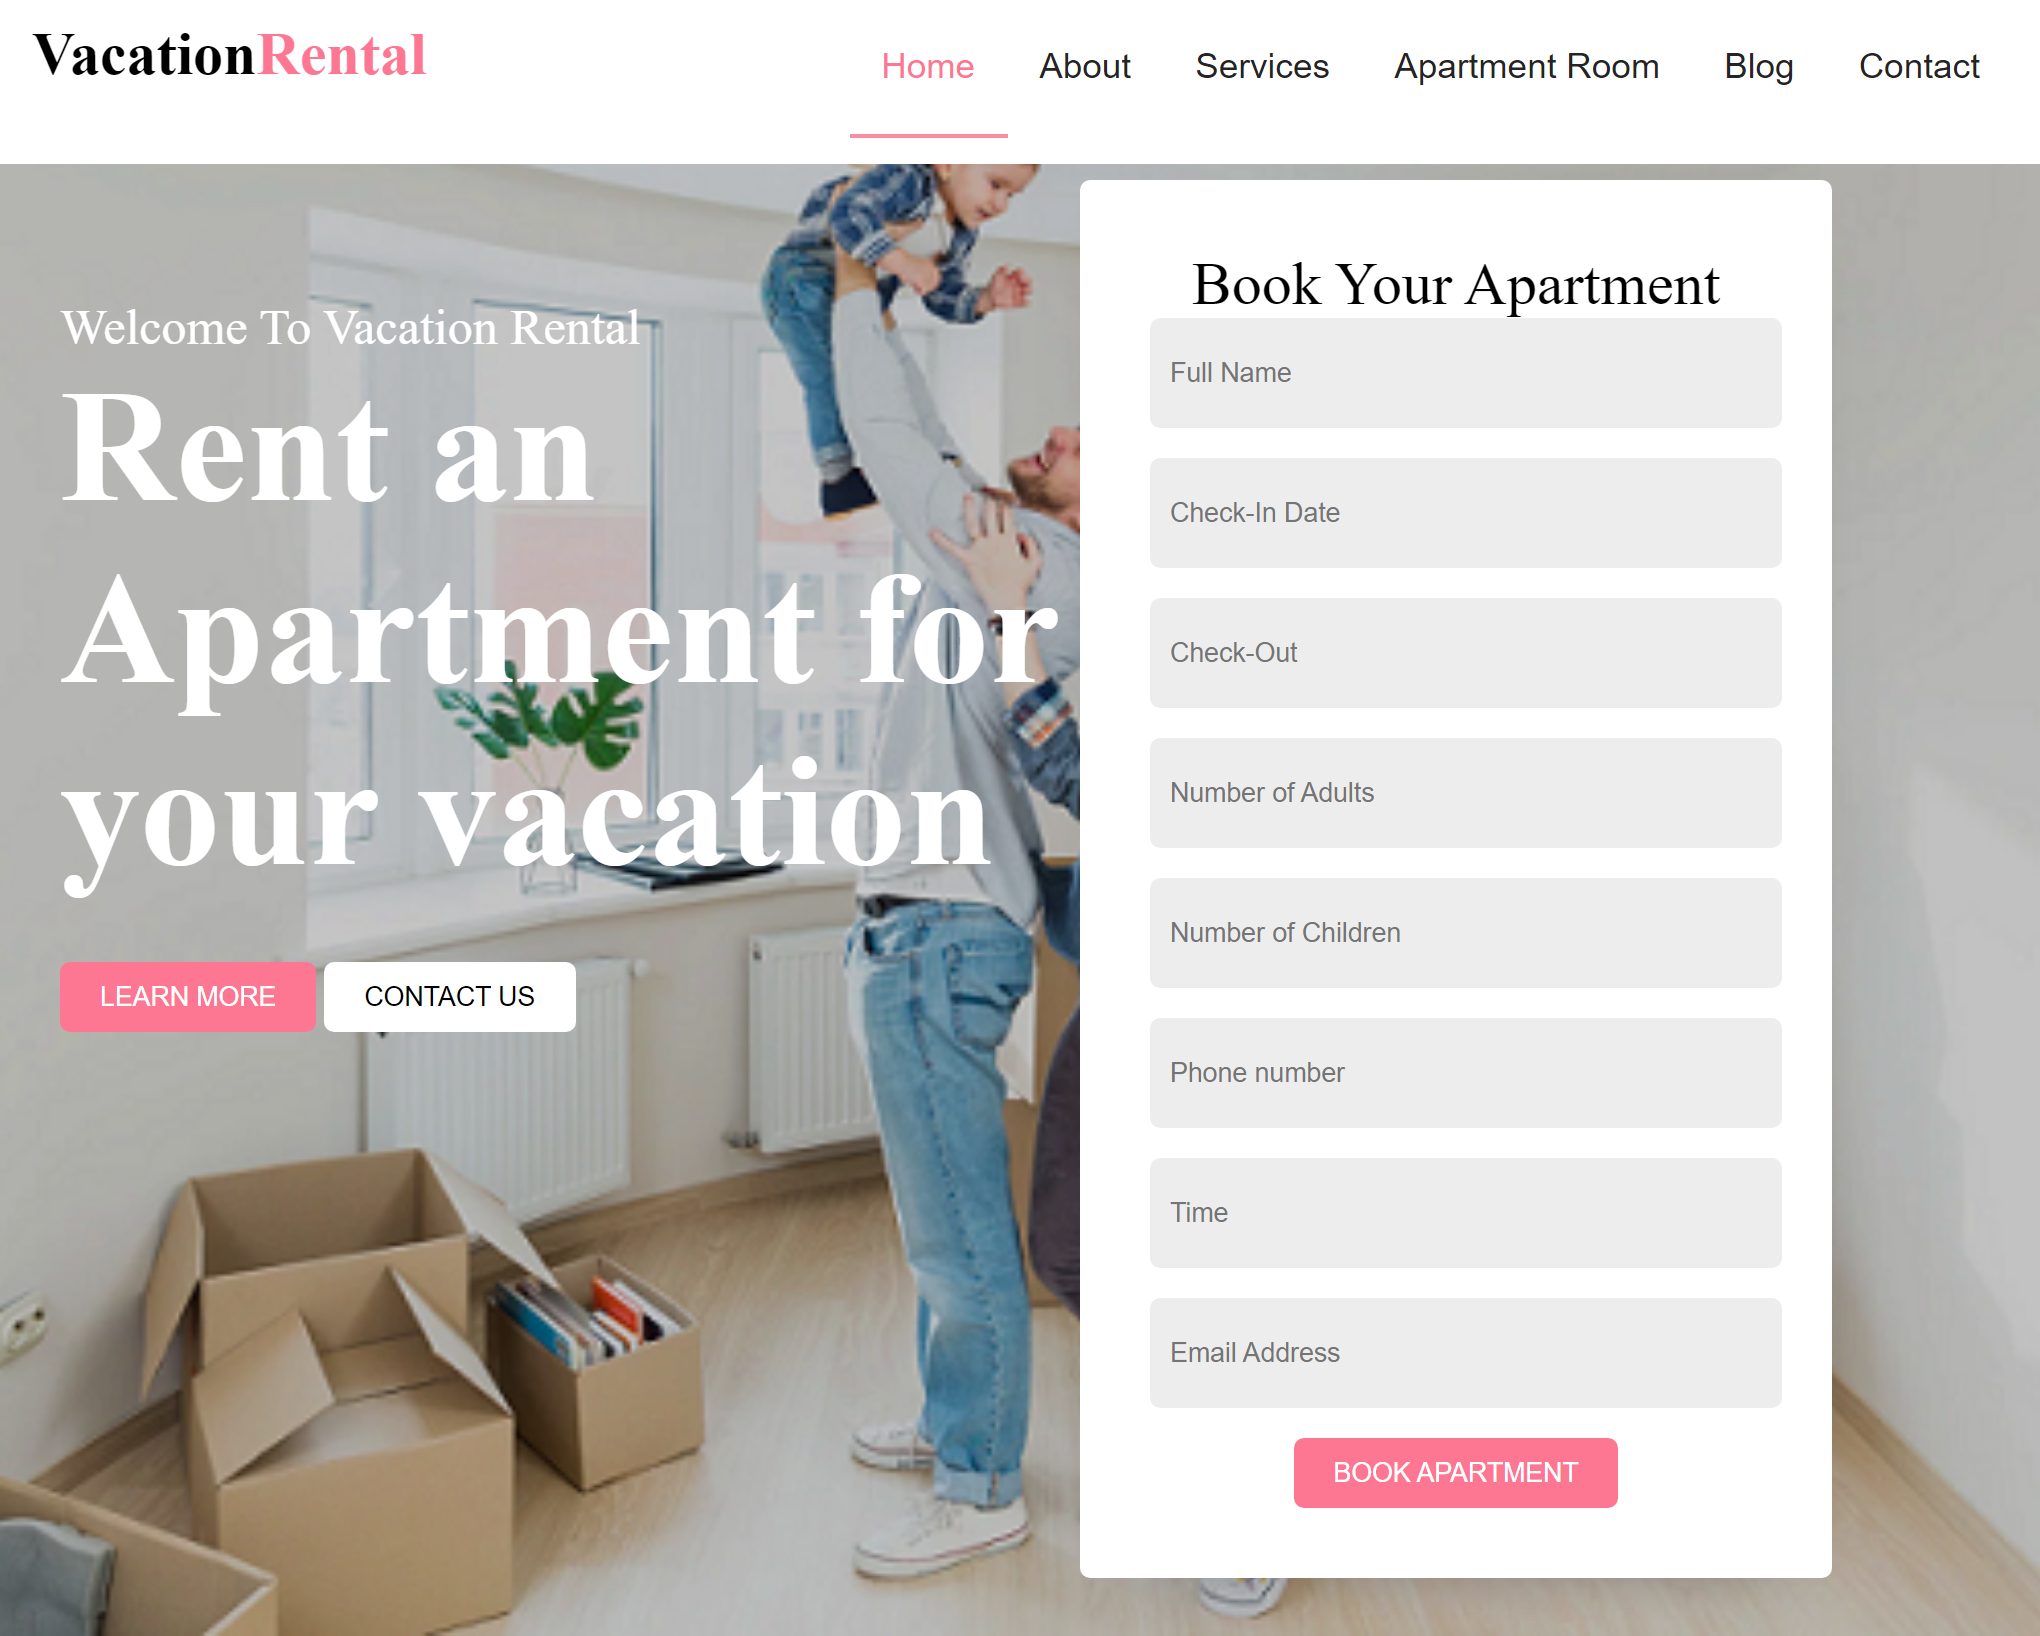 VacationRental
Home About Services Apartment Room Blog Contact
Welcome To Vacation Rental
Rent an
Apartment for
your vacation
LEARN MORE CONTACT US
Book Your Apartment
Full Name
Check-In Date
Check-Out
Number of Adults
Number of Children
Phone number
Time
Email Address
BOOK APARTMENT